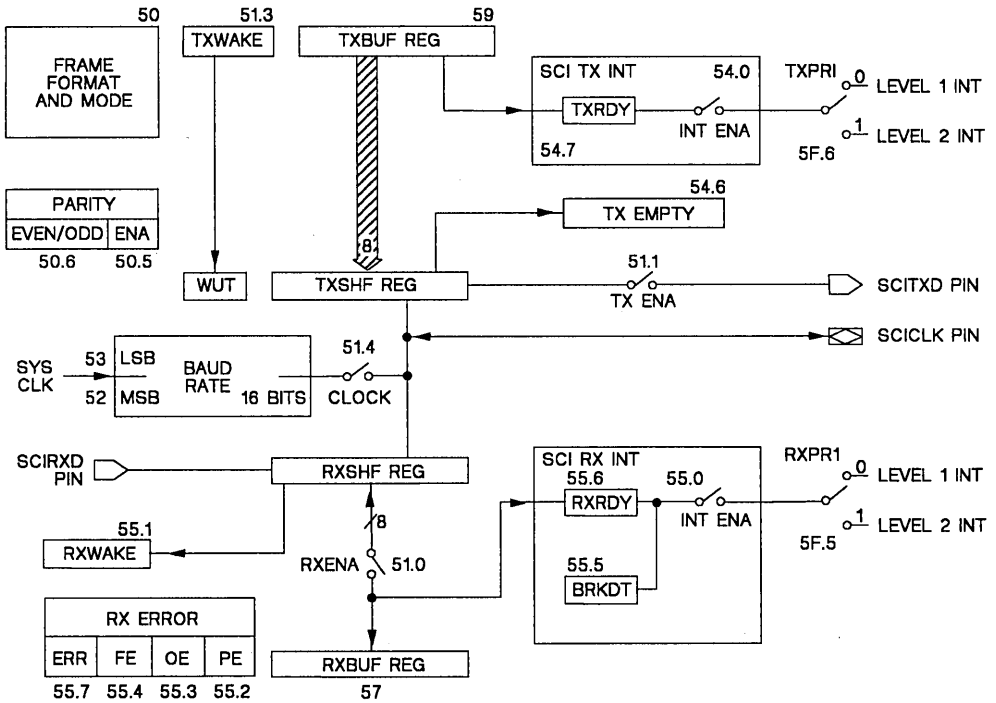 50
51.3
59
FRAME
FORMAT
AND MODE
TXWAKE
TXBUF REG
SCI TX INT
54.0
TXRDY
INT ENA
54.7
TXPRI
0
LEVEL 1 INT
1
LEVEL 2 INT
5F.6
PARITY
EVEN/ODD
ENA
50.6
50.5
8
54.6
TX EMPTY
WUT
TXSHF REG
51.1
TX ENA
SCITXD PIN
SCICLK PIN
SYS
CLK
53
LSB
52
MSB
BAUD
RATE
16 BITS
51.4
CLOCK
SCIRXD
PIN
RXSHF REG
SCI RX INT
55.6
55.0
RXRDY
INT ENA
55.5
BRKDT
RXPR1
0
LEVEL 1 INT
1
LEVEL 2 INT
5F.5
55.1
RXWAKE
8
RXENA
51.0
RX ERROR
ERR
FE
OE
PE
55.7
55.4
55.3
55.2
RXBUF REG
57